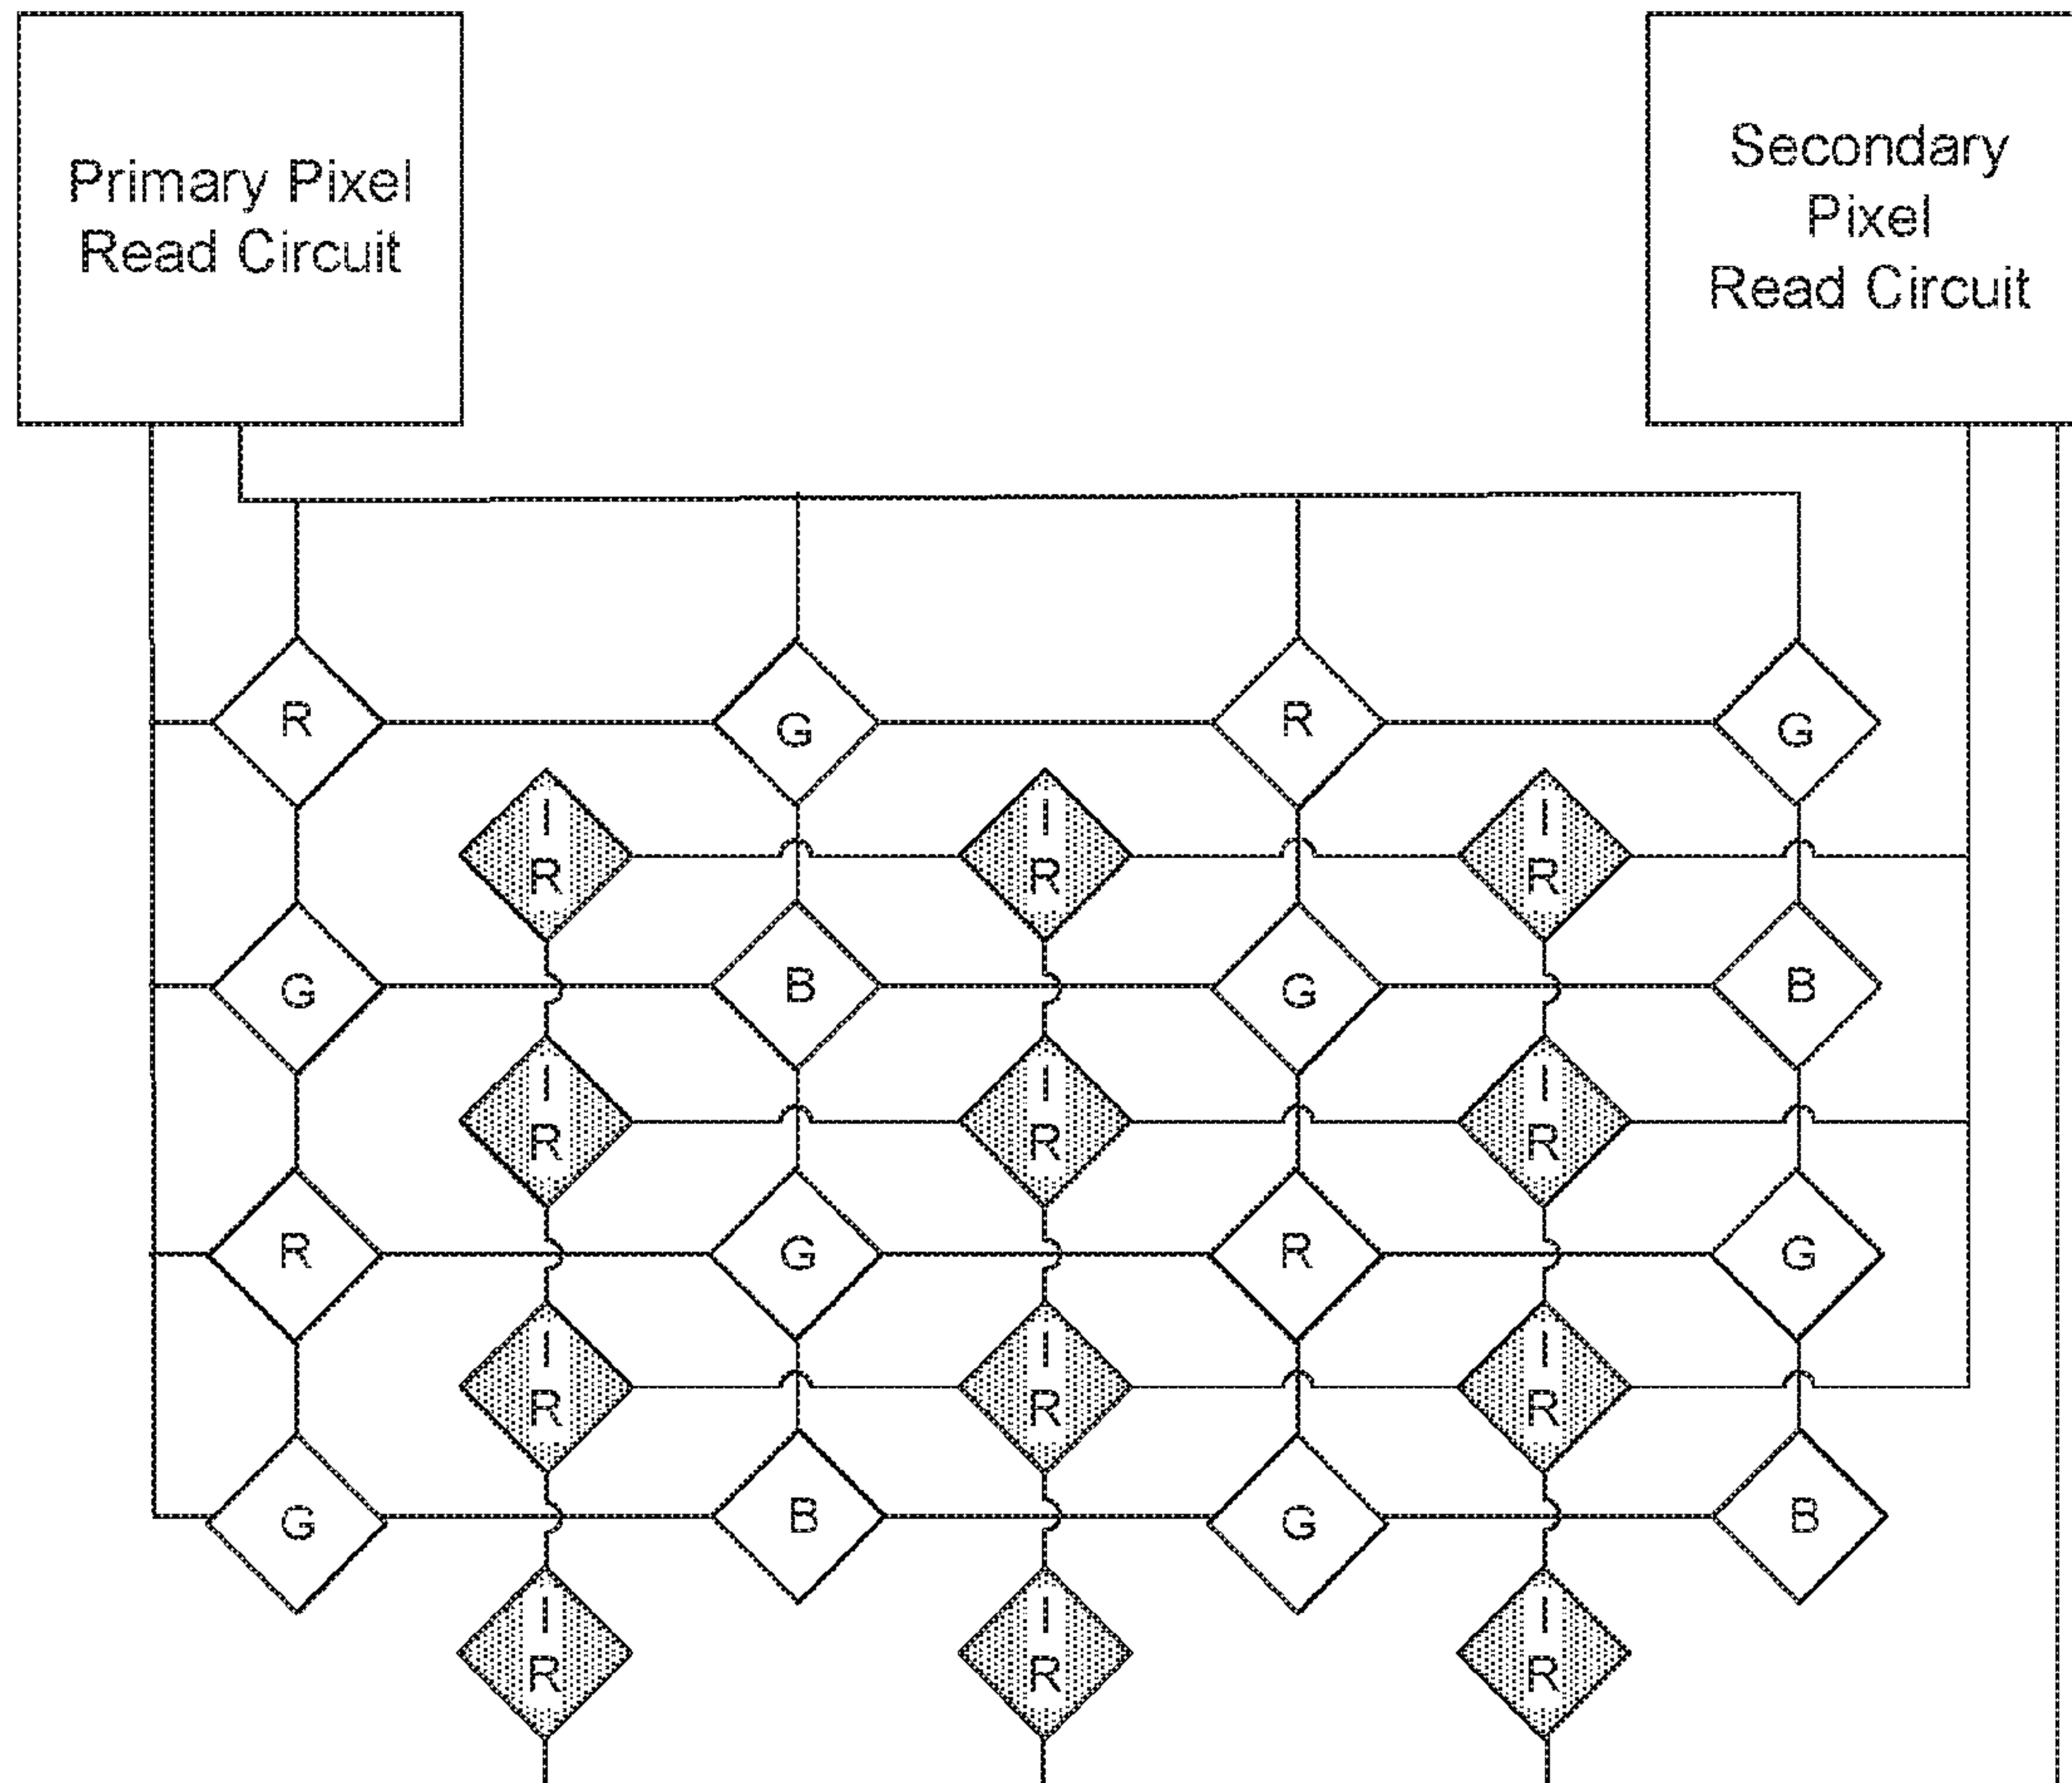 Primary Pixel
Read Circuit
Secondary
Pixel
Read Circuit
R G R G
I I I
R R R
G B G B
I I I
R R R
R G R G
I I I
R R R
G B G B
I I I
R R R